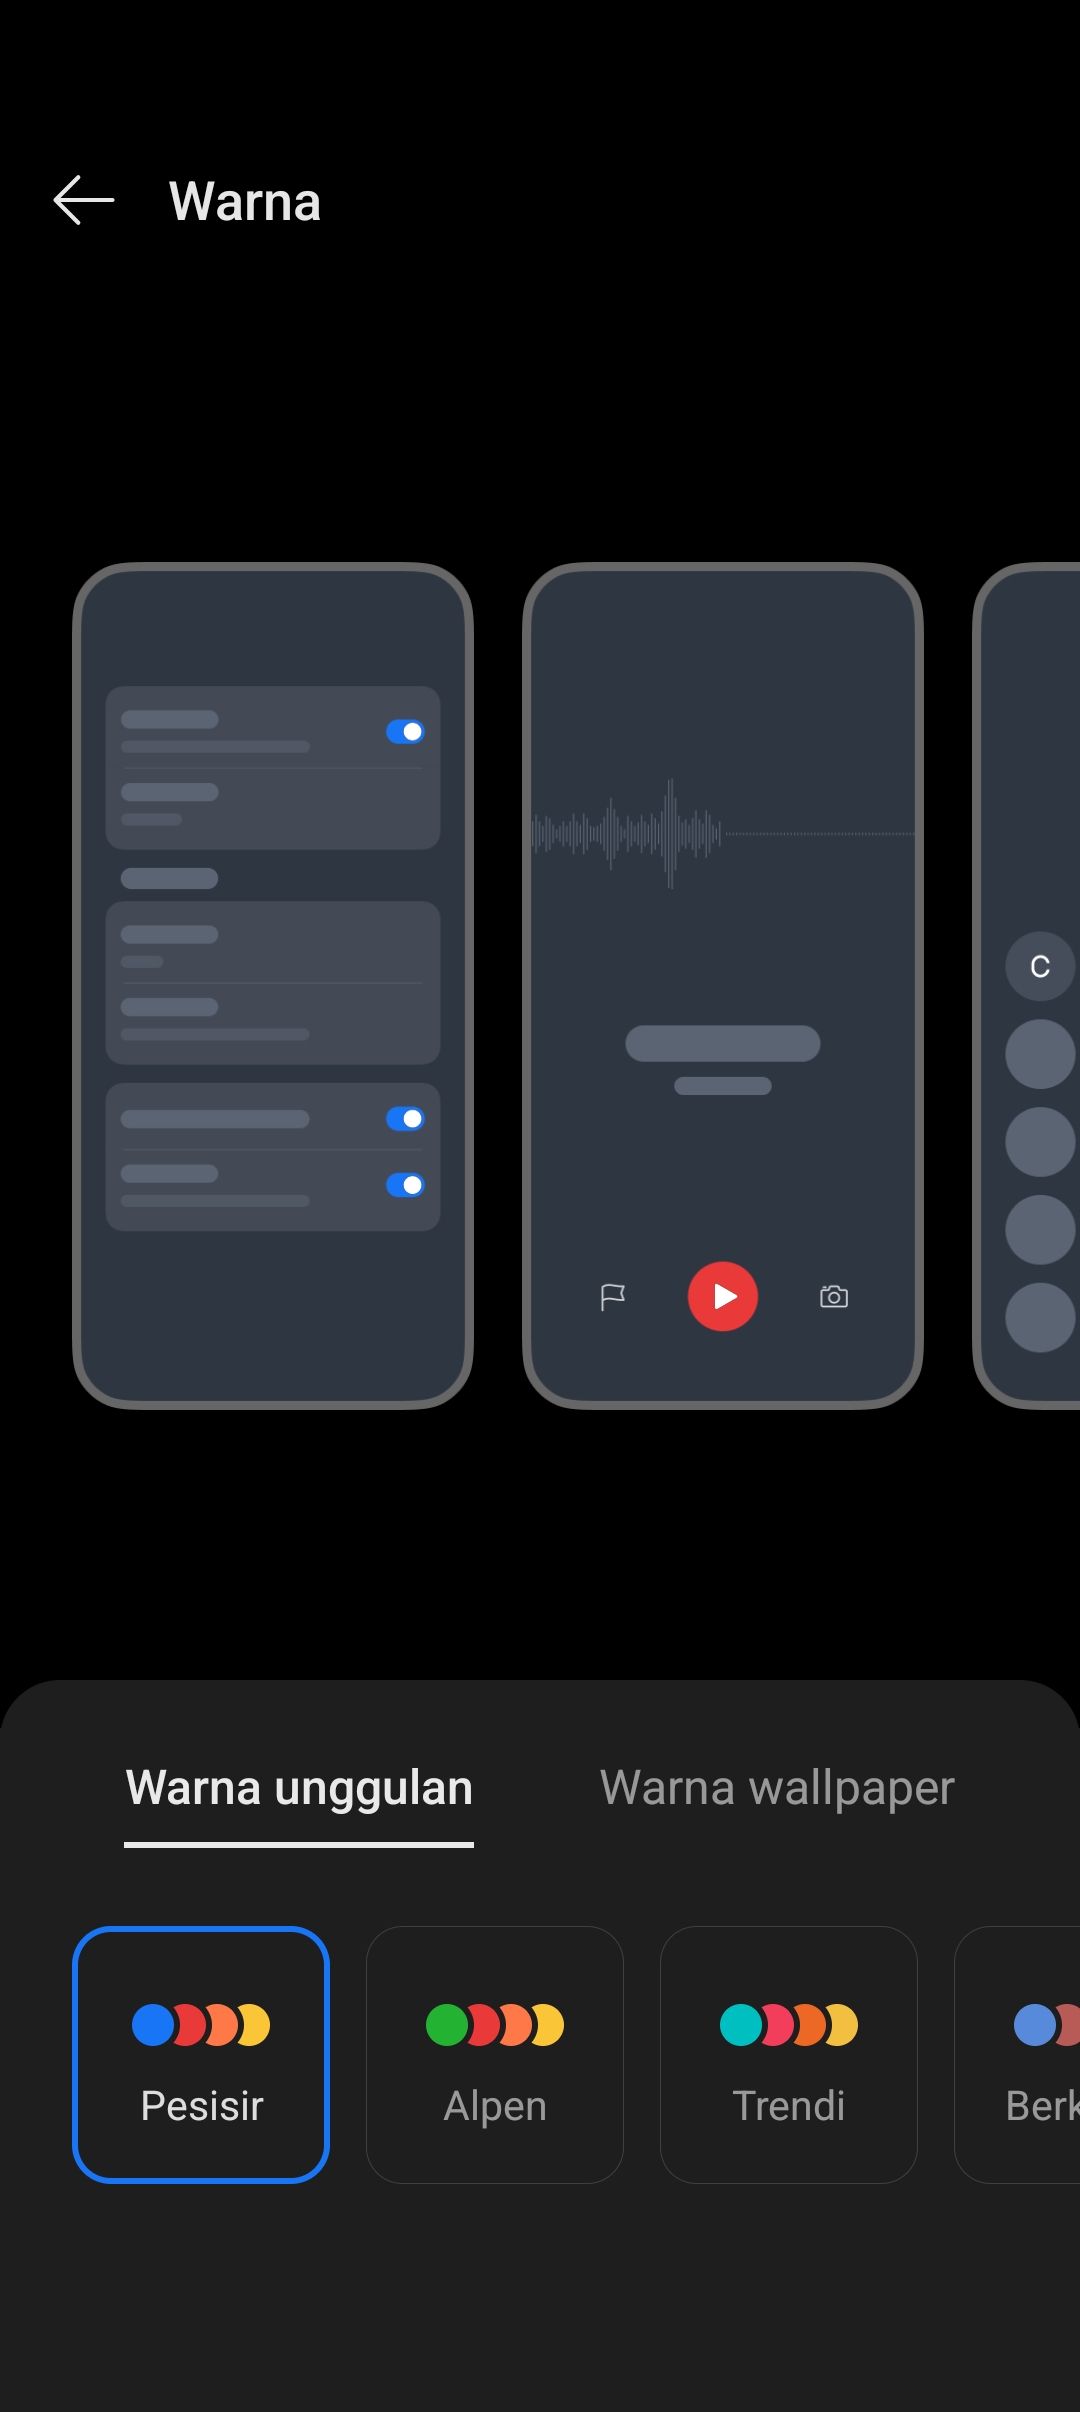 Warna
C
Warna unggulan
Warna wallpaper
Pesisir
Alpen
Trendi